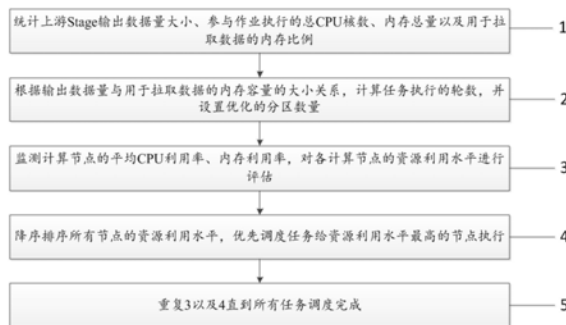 统计上游Stage输出数据量大小、参与作业执行的总CPU核数、内存总量以及用于拉
取数据的内存比例
1
根据输出数据量与用于拉取数据的内存容量的大小关系，计算任务执行的轮数，并
设置优化的分区数量
2
监测计算节点的平均CPU利用率、内存利用率，对各计算节点的资源利用水平进行
评估
3
降序排序所有节点的资源利用水平，优先调度任务给资源利用水平最高的节点执行
4
重复3以及4直到所有任务调度完成
5